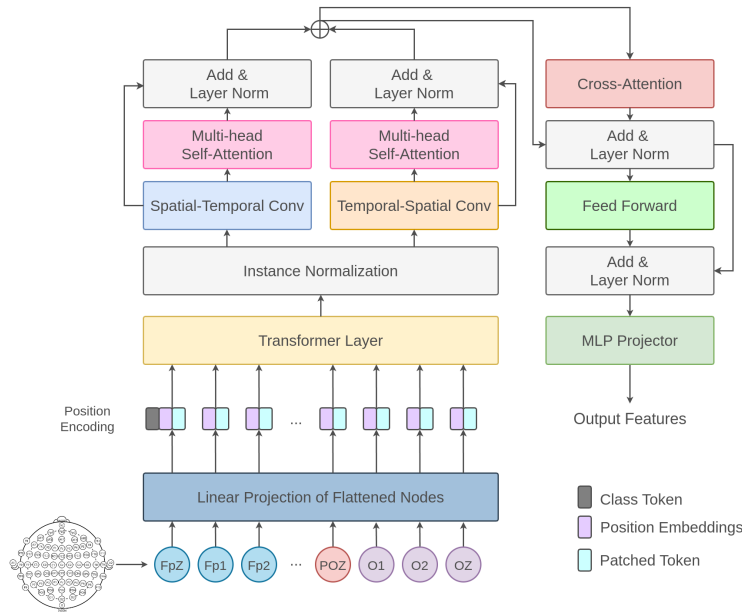 Add &
Layer Norm
Add &
Layer Norm
Cross-Attention
Multi-head
Self-Attention
Multi-head
Self-Attention
Add &
Layer Norm
Spatial-Temporal Conv
Temporal-Spatial Conv
Feed Forward
Instance Normalization
Add &
Layer Norm
Transformer Layer
MLP Projector
Position
Encoding
...
Output Features
Linear Projection of Flattened Nodes
Class Token
Position Embeddings
Patched Token
FpZ
Fp1
Fp2
...
POZ
O1
O2
OZ